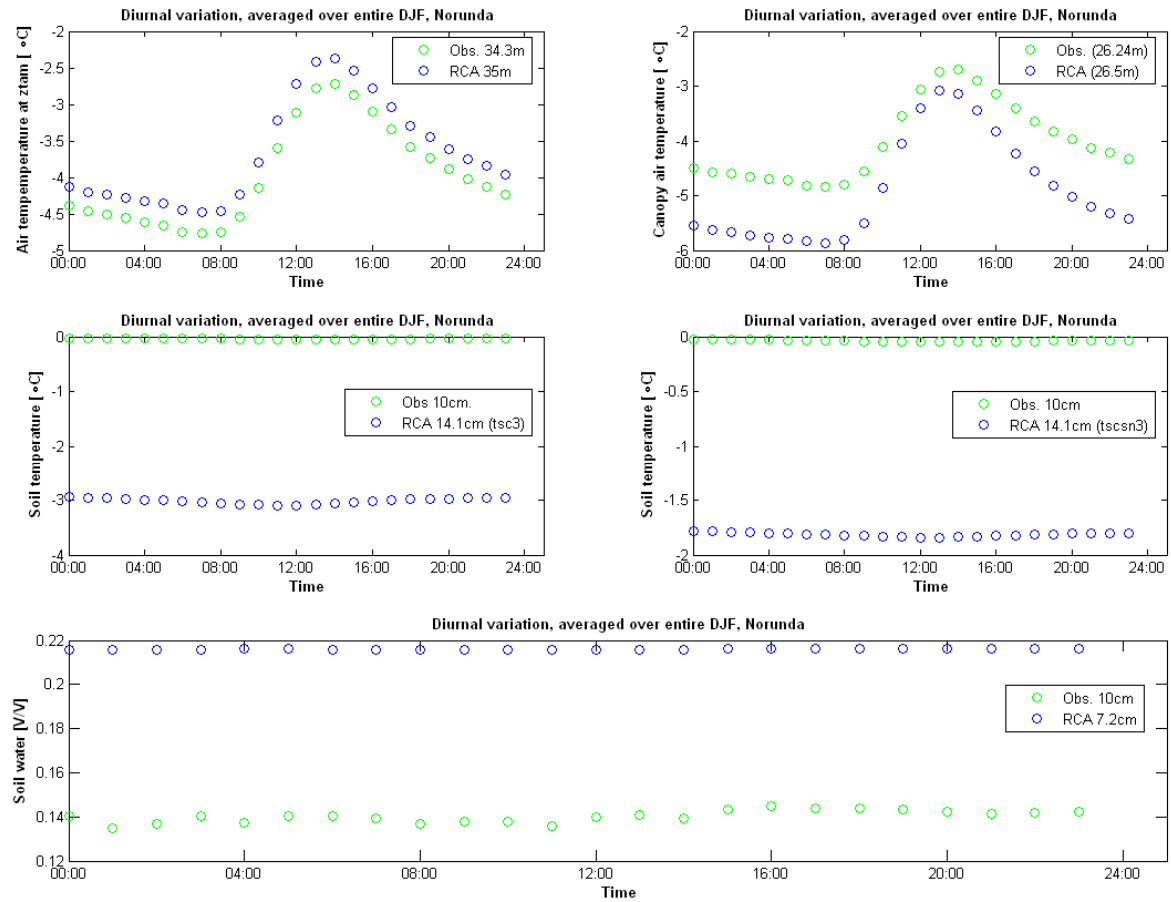 Diurnal variation, averaged over entire DJF, Norunda
Air tempemperature at ztam [ ∘C]
-2
-2.5
-3
-3.5
-4
-4.5
-5
Obs. 34.3m
RCA 35m
00:00 04:00 08:00 12:00 16:00 20:00 24:00
Time
Diurnal variation, averaged over entire DJF, Norunda
Canopy air temperature [ ∘C]
-2
-3
-4
-5
-6
Obs. (26.24m)
RCA (26.5m)
00:00 04:00 08:00 12:00 16:00 20:00 24:00
Time
Diurnal variation, averaged over entire DJF, Norunda
Soil temperature [ ∘C]
0
-1
-2
-3
-4
Obs 10cm.
RCA 14.1cm (tsc3)
00:00 04:00 08:00 12:00 16:00 20:00 24:00
Time
Diurnal variation, averaged over entire DJF, Norunda
Soil temperature [ ∘C]
0
-0.5
-1
-1.5
-2
Obs. 10cm
RCA 14.1cm (tscsn3)
00:00 04:00 08:00 12:00 16:00 20:00 24:00
Time
Diurnal variation, averaged over entire DJF, Norunda
Soil water [V/V]
0.22
0.2
0.18
0.16
0.14
0.12
Obs. 10cm
RCA 7.2cm
00:00 04:00 08:00 12:00 16:00 20:00 24:00
Time